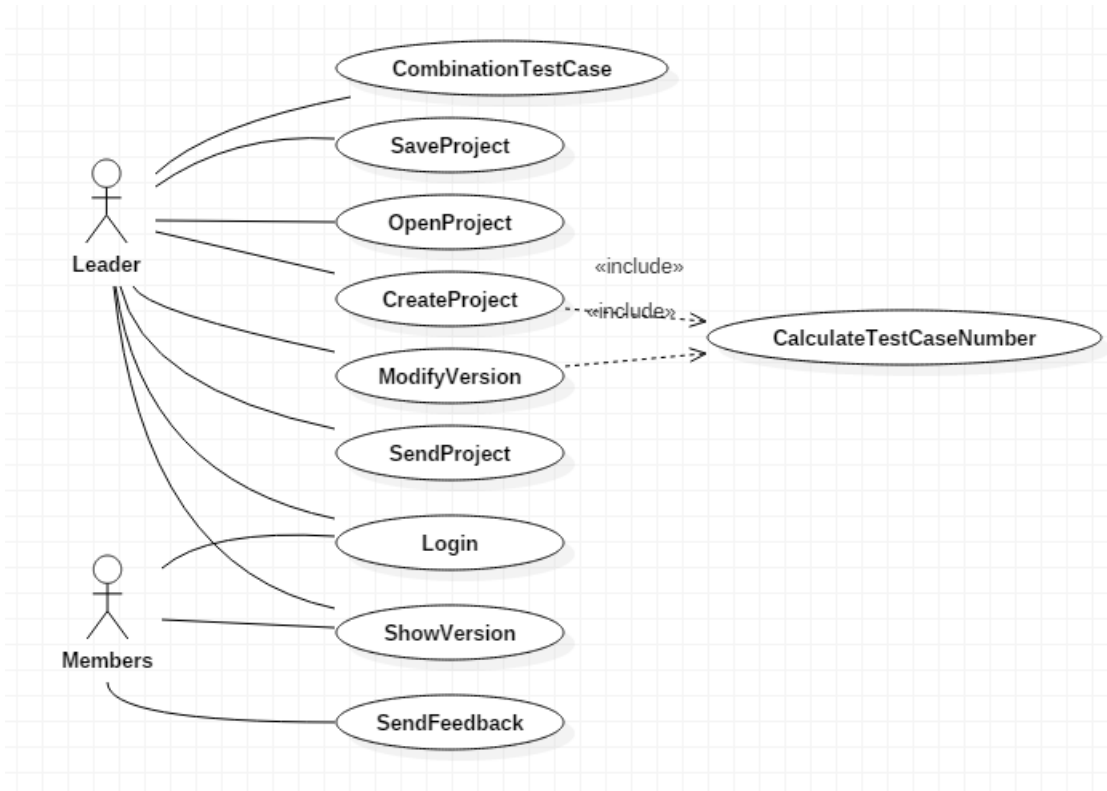 CombinationTestCase
SaveProject
OpenProject
Leader
«include»
CreateProject
«include»
CalculateTestCaseNumber
ModifyVersion
SendProject
Login
ShowVersion
Members
SendFeedback